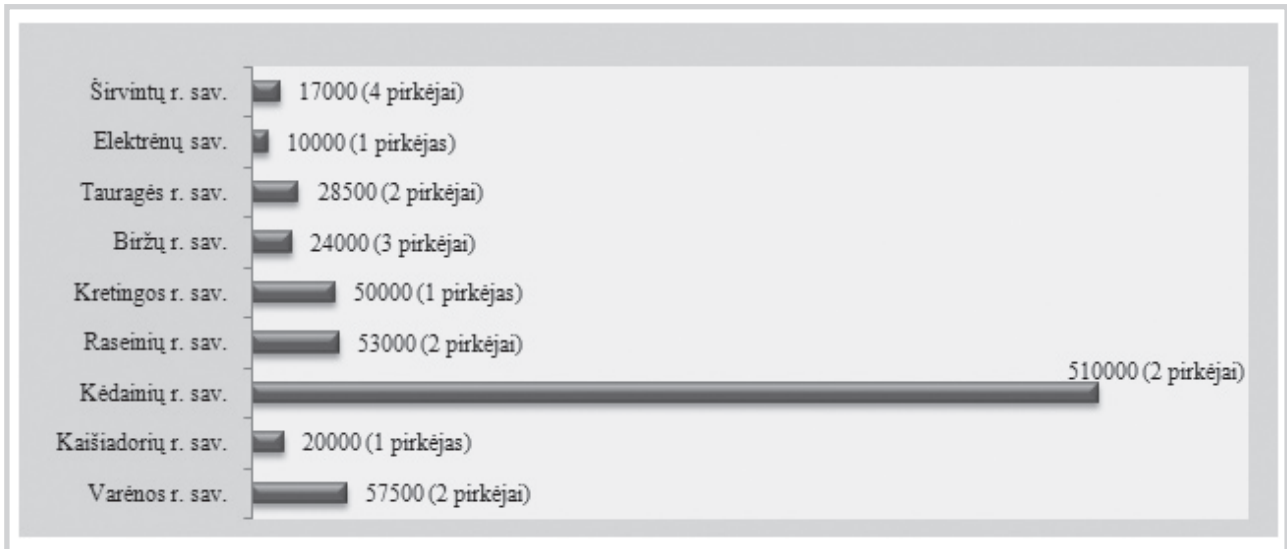 Širvintų r. sav. 17000 (4 pirkėjai)
Elektrėnų sav. 10000 (1 pirkėjas)
Tauragės r. sav. 28500 (2 pirkėjai)
Biržų r. sav. 24000 (3 pirkėjai)
Kretingos r. sav. 50000 (1 pirkėjas)
Raseinių r. sav. 53000 (2 pirkėjai)
Kėdainių r. sav. 510000 (2 pirkėjai)
Kaišiadorių r. sav. 20000 (1 pirkėjas)
Varėnos r. sav. 57500 (2 pirkėjai)